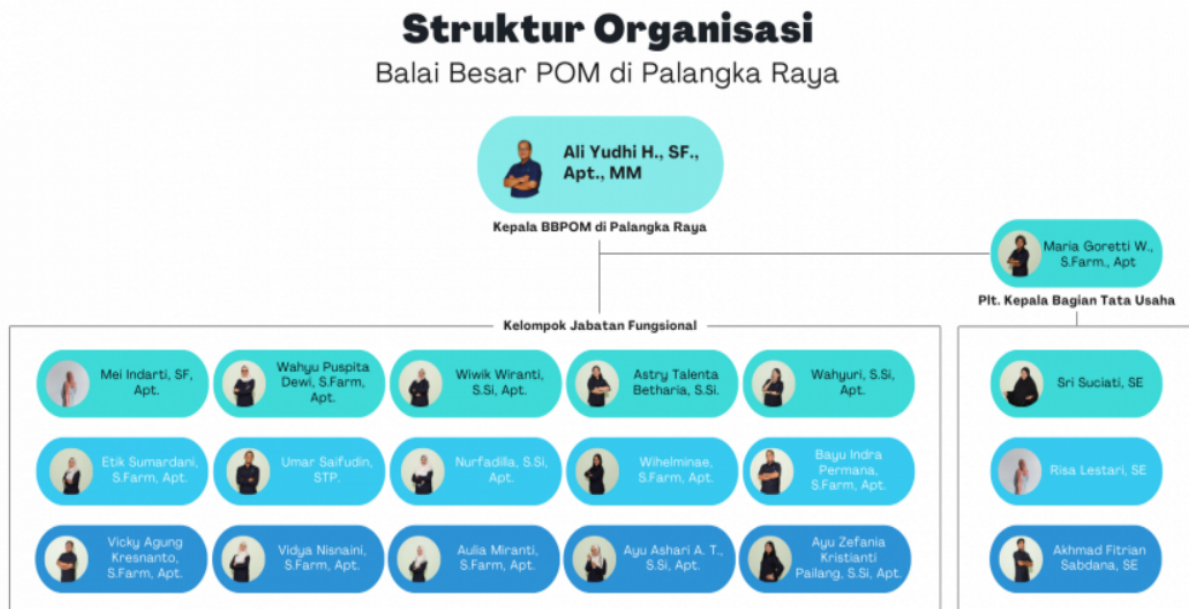 Struktur Organisasi
Balai Besar POM di Palangka Raya
Ali Yudhi H., SF.,
Apt., MM
Kepala BBPOM di Palangka Raya
Maria Goretti W.,
S.Farm., Apt
Plt. Kepala Bagian Tata Usaha
Kelompok Jabatan Fungsional
Mei Indarti, SF,
Apt.
Wahyu Puspita
Dewi, S.Farm,
Apt.
Wiwik Wiranti,
S.Si, Apt.
Astry Talenta
Betharia, S.Si.
Wahyuri, S.Si,
Apt.
Sri Suciati, SE
Etik Sumardani,
S.Farm, Apt.
Umar Saifudin,
STP.
Nurfadilla, S.Si,
Apt.
Wihelminae,
S.Farm, Apt.
Bayu Indra
Permana,
S.Farm, Apt.
Risa Lestari, SE
Vicky Agung
Kresnanto,
S.Farm, Apt.
Vidya Nisnaini,
S.Farm, Apt.
Aulia Miranti,
S.Farm, Apt.
Ayu Ashari A. T.,
S.Si, Apt.
Ayu Zefania
Kristianti
Pailang, S.Si, Apt.
Akhmad Fitrian
Sabdana, SE